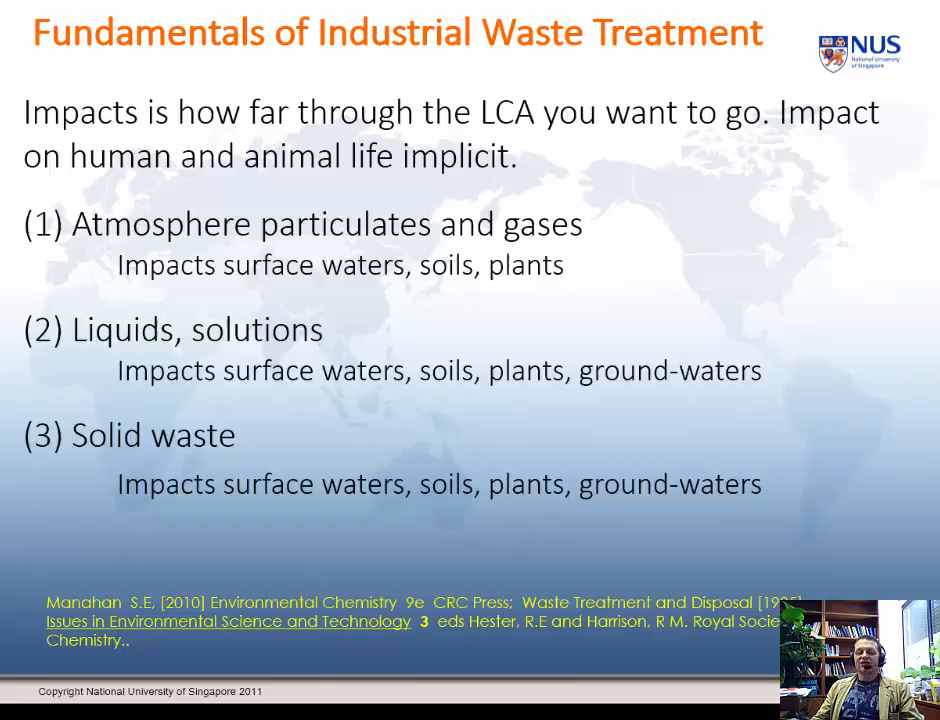 Fundamentals of Industrial Waste Treatment
NUS
National University
of Singapore
Impacts is how far through the LCA you want to go. Impact
on human and animal life implicit.
(1) Atmosphere particulates and gases
Impacts surface waters, soils, plants
(2) Liquids, solutions
Impacts surface waters, soils, plants, ground-waters
(3) Solid waste
Impacts surface waters, soils, plants, ground-waters
Manahan S.E, [2010] Environmental Chemistry 9e CRC Press; Waste Treatment and Disposal
Issues in Environmental Science and Technology 3 eds Hester, R.E and Harrison, R M. Royal
Chemistry..
Copyright National University of Singapore 2011